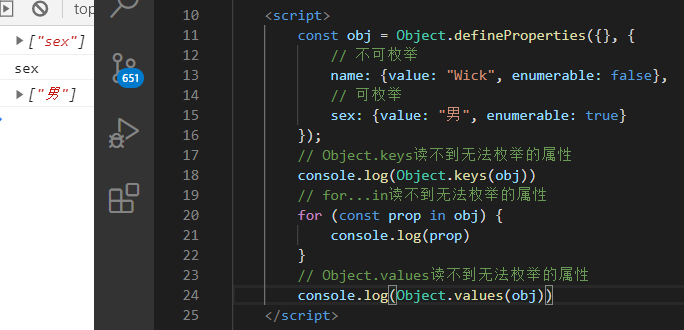 top
▶ ["sex"]
sex
▶ ["男"]
651
10 <script>
11 const obj = Object.defineProperties({}, {
12 // 不可枚举
13 name: {value: "Wick", enumerable: false},
14 // 可枚举
15 sex: {value: "男", enumerable: true}
16 });
17 // Object.keys读不到无法枚举的属性
18 console.log(Object.keys(obj))
19 // for...in读不到无法枚举的属性
20 for (const prop in obj) {
21 console.log(prop)
22 }
23 // Object.values读不到无法枚举的属性
24 console.log(Object.values(obj))
25 </script>